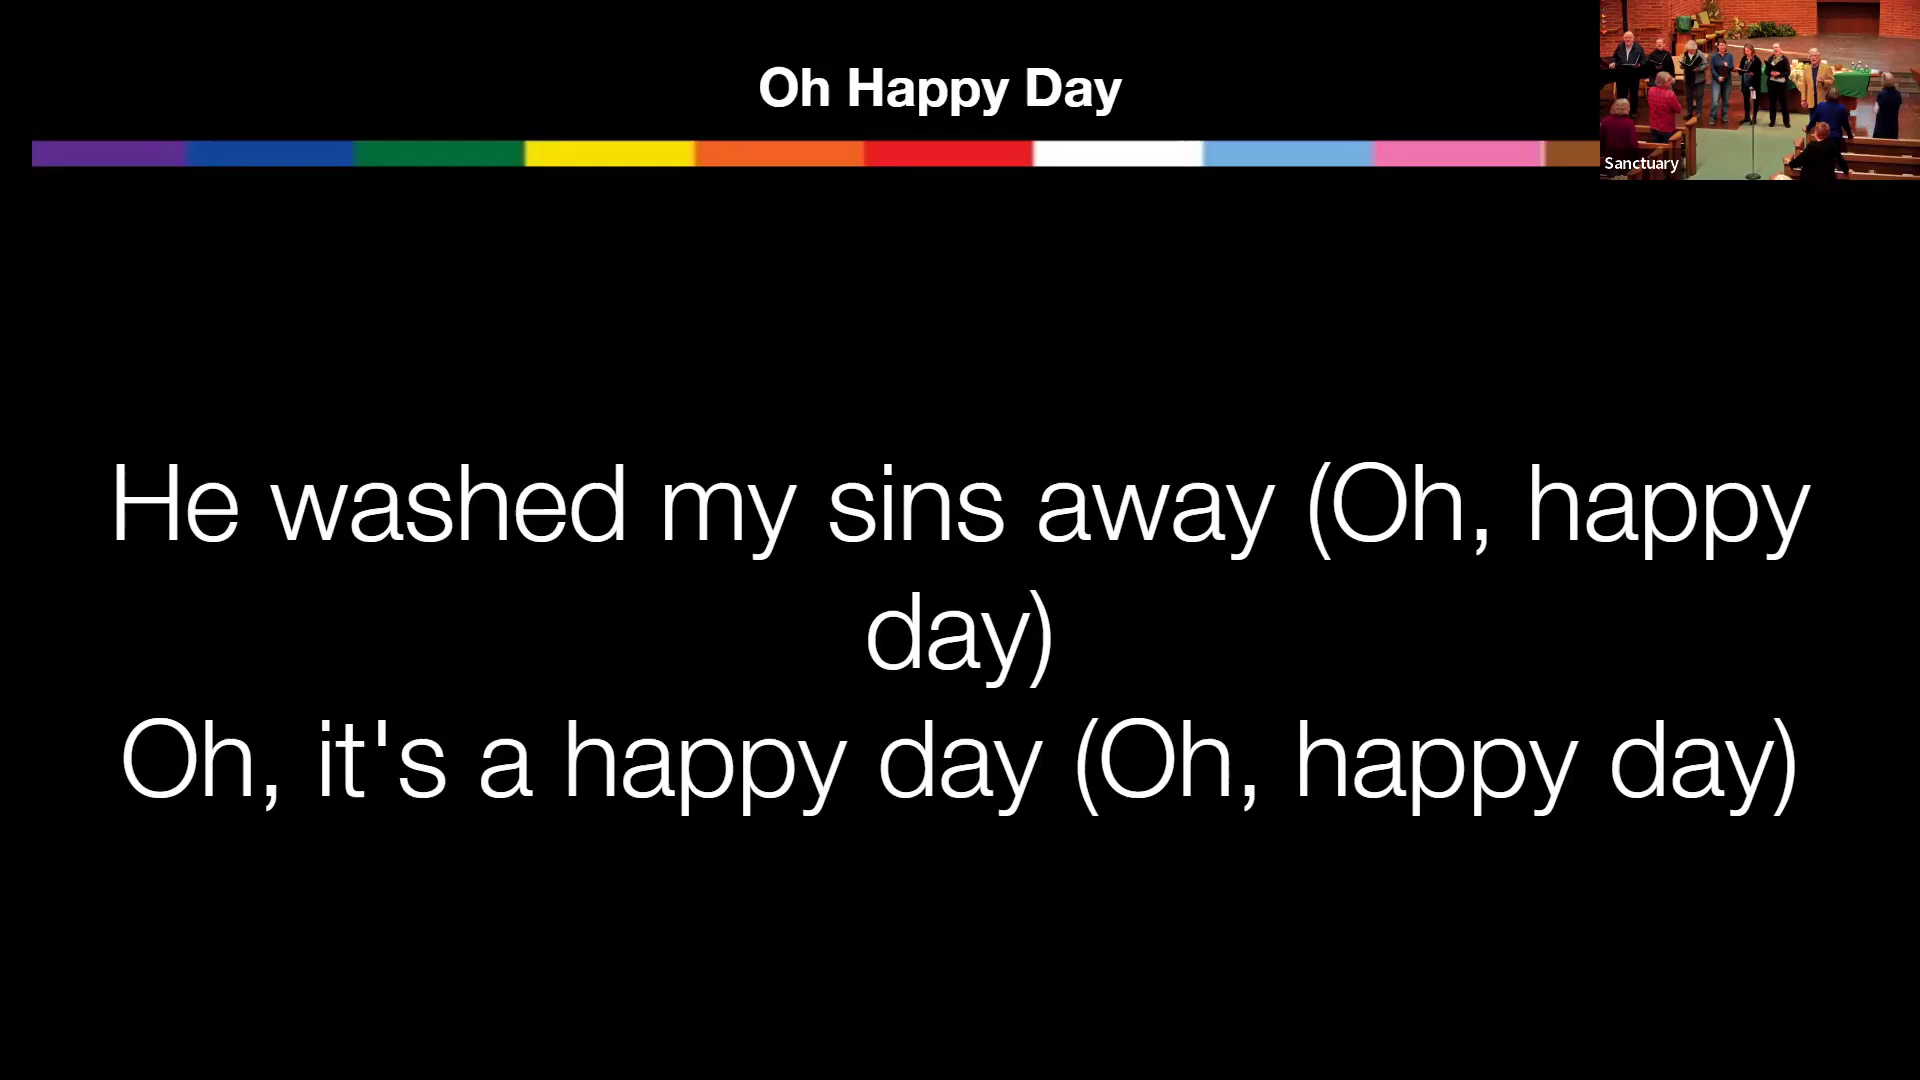 Oh Happy Day
Sanctuary
He washed my sins away (Oh, happy
day)
Oh, it's a happy day (Oh, happy day)